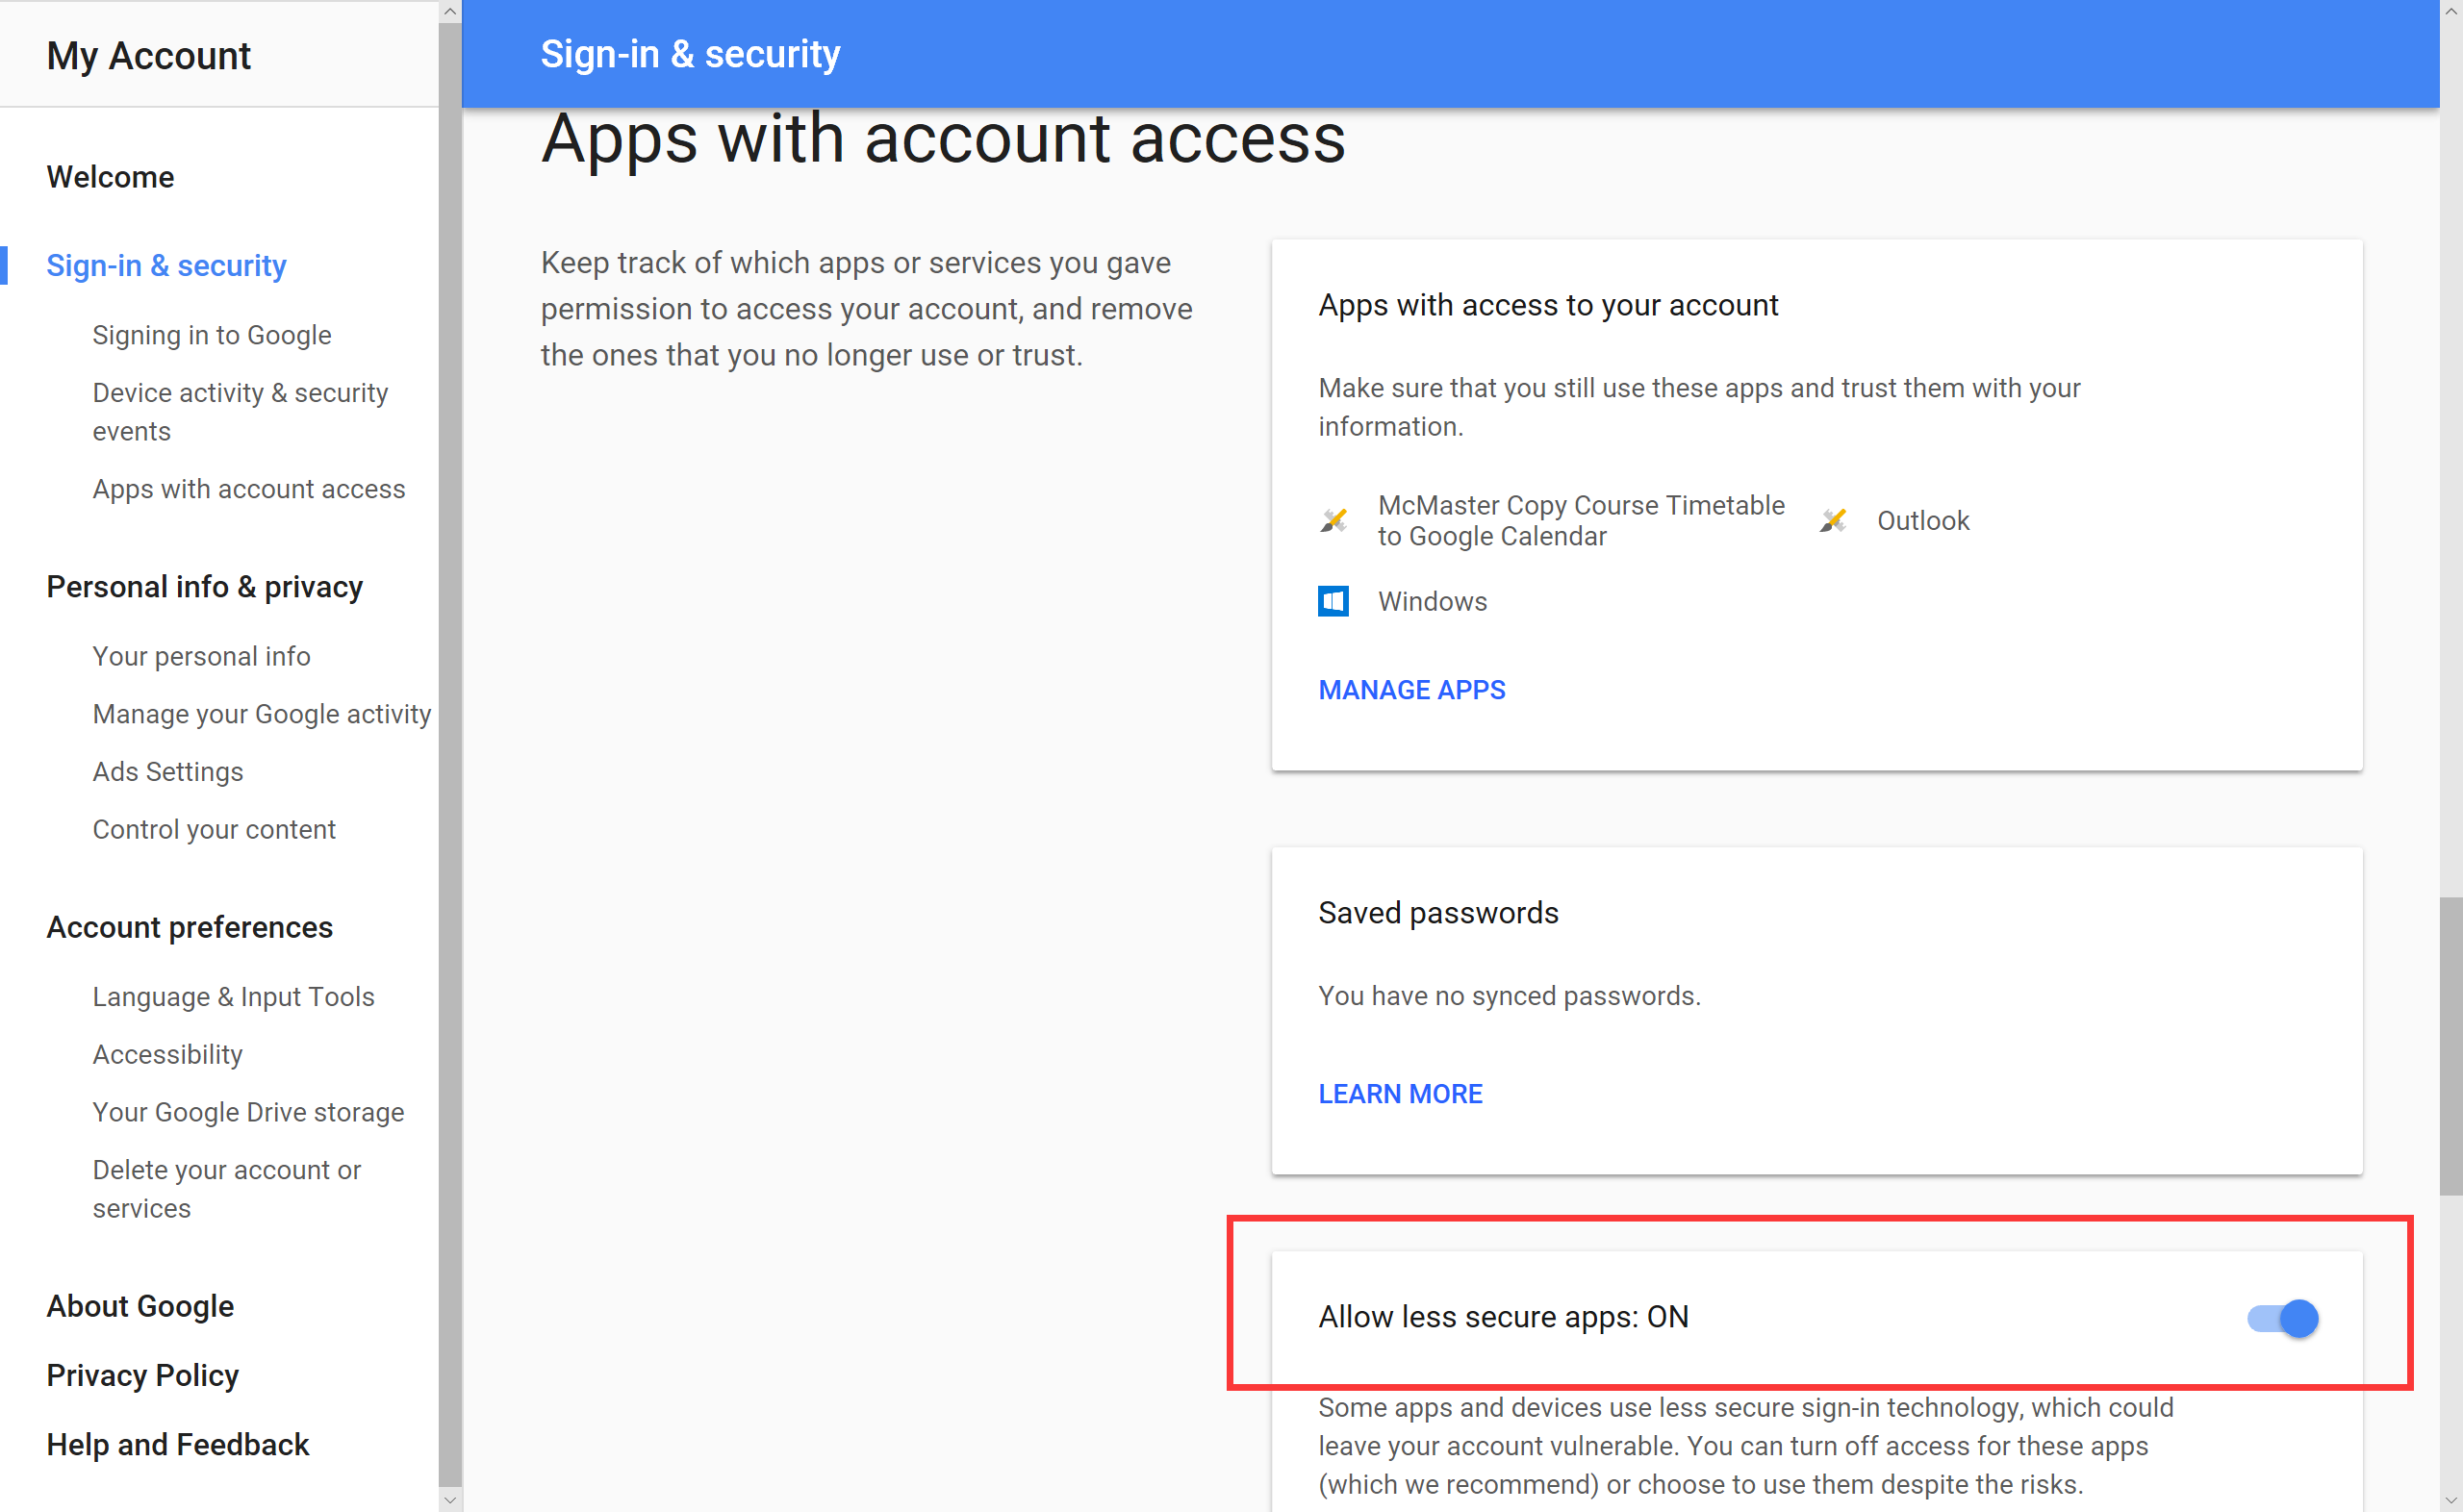 My Account
Welcome
Sign-in & security
Signing in to Google
Device activity & security
events
Apps with account access
Personal info & privacy
Your personal info
Manage your Google activity
Ads Settings
Control your content
Account preferences
Language & Input Tools
Accessibility
Your Google Drive storage
Delete your account or
services
About Google
Privacy Policy
Help and Feedback
Sign-in & security
Apps with account access
Keep track of which apps or services you gave
permission to access your account, and remove
the ones that you no longer use or trust.
Apps with access to your account
Make sure that you still use these apps and trust them with your
information.
McMaster Copy Course Timetable
to Google Calendar
Outlook
Windows
MANAGE APPS
Saved passwords
You have no synced passwords.
LEARN MORE
Allow less secure apps: ON
Some apps and devices use less secure sign-in technology, which could
leave your account vulnerable. You can turn off access for these apps
(which we recommend) or choose to use them despite the risks.